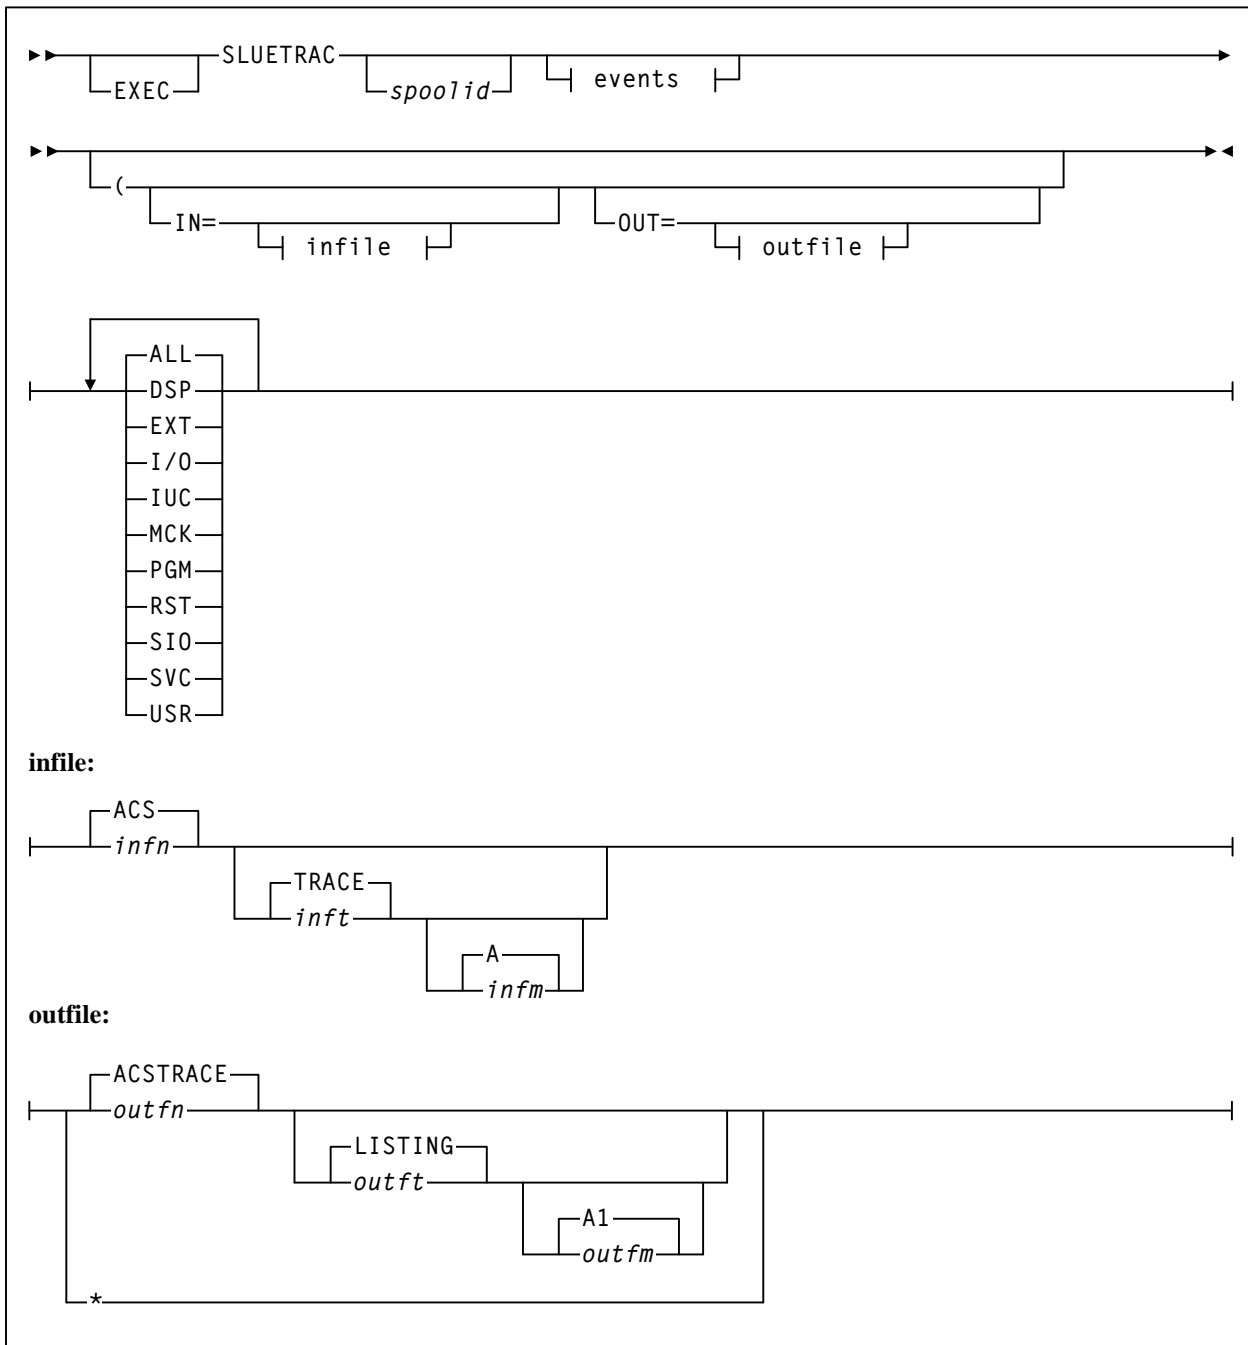 SLUETRAC
EXEC spoolid events
(
IN= OUT=
infile outfile
ALL
DSP
EXT
I/O
IUC
MCK
PGM
RST
SIO
SVC
USR
infile:
ACS
infn
TRACE
inft
A
infm
outfile:
ACSTRACE
outfn
LISTING
outft
A1
outfm
*